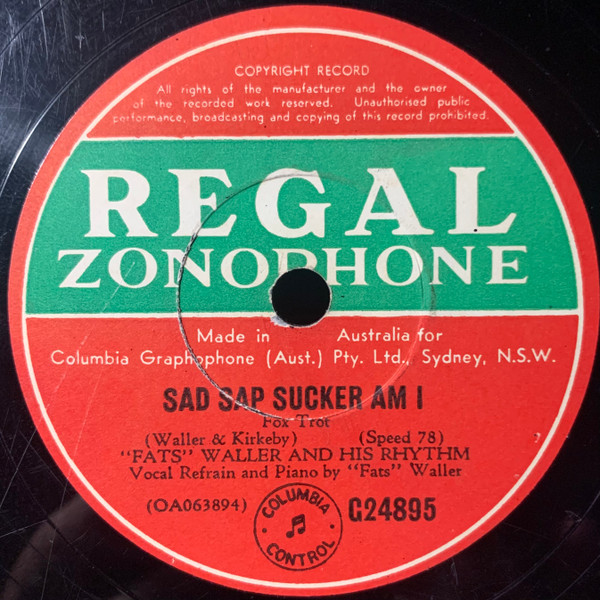 COPYRIGHT RECORD
All rights of the manufacturer and the owner
of the recorded work reserved. Unauthorised public
performance, broadcasting and copying of this record prohibited.
REGAL
ZONOPHONE
Made in Australia for
Columbia Graphophone (Aust.) Pty. Ltd., Sydney, N.S.W.
SAD SAP SUCKER AM I
Fox Trot
(Waller & Kirkeby) (Speed 78)
"FATS" WALLER AND HIS RHYTHM
Vocal Refrain and Piano by "Fats" Waller
(OA063894) COLUMBIA CONTROL G24895